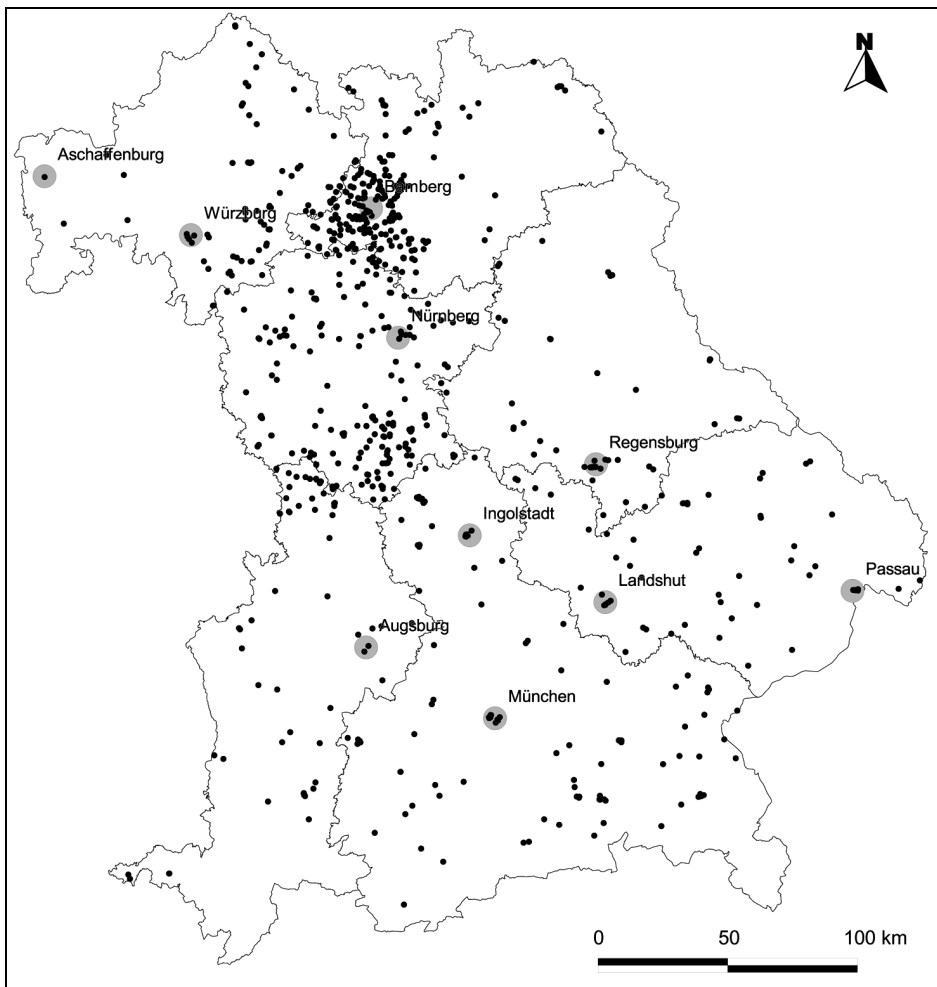 N
Aschaffenburg
Bamberg
Würzburg
Nürnberg
Regensburg
Ingolstadt
Passau
Landshut
Augsburg
München
0 50 100 km